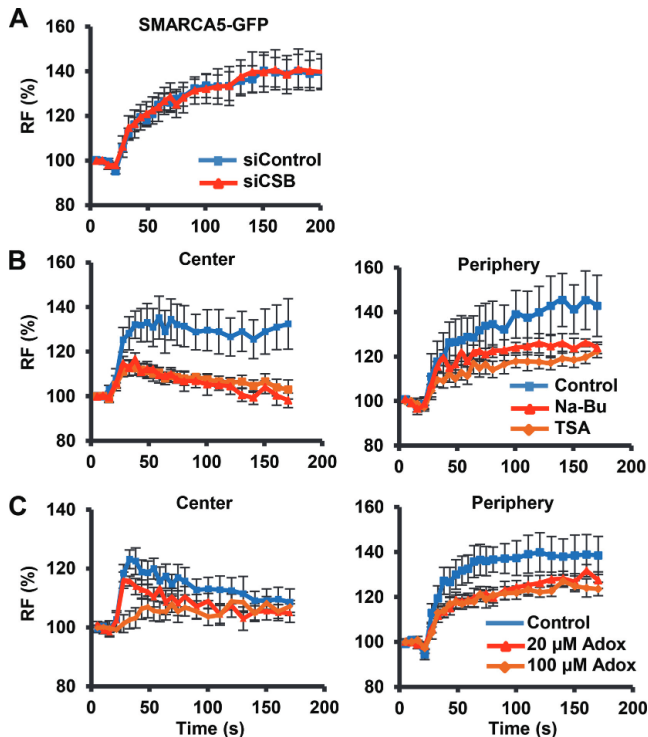 A
SMARCA5-GFP
160
140
120
100
80
RF (%)
siControl
siCSB
0 50 100 150 200
B
Center
160
140
120
100
80
RF (%)
0 50 100 150 200
Periphery
160
140
120
100
80
Control
Na-Bu
TSA
0 50 100 150 200
C
Center
140
120
100
80
RF (%)
0 50 100 150 200
Time (s)
Periphery
160
140
120
100
80
Control
20 µM Adox
100 µM Adox
0 50 100 150 200
Time (s)